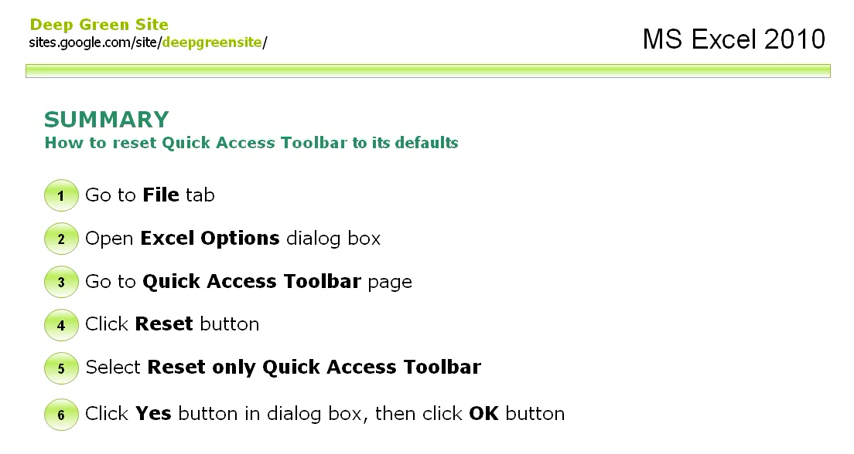 Deep Green Site
sites.google.com/site/deepgreensite/
MS Excel 2010
SUMMARY
How to reset Quick Access Toolbar to its defaults
1 Go to File tab
2 Open Excel Options dialog box
3 Go to Quick Access Toolbar page
4 Click Reset button
5 Select Reset only Quick Access Toolbar
6 Click Yes button in dialog box, then click OK button